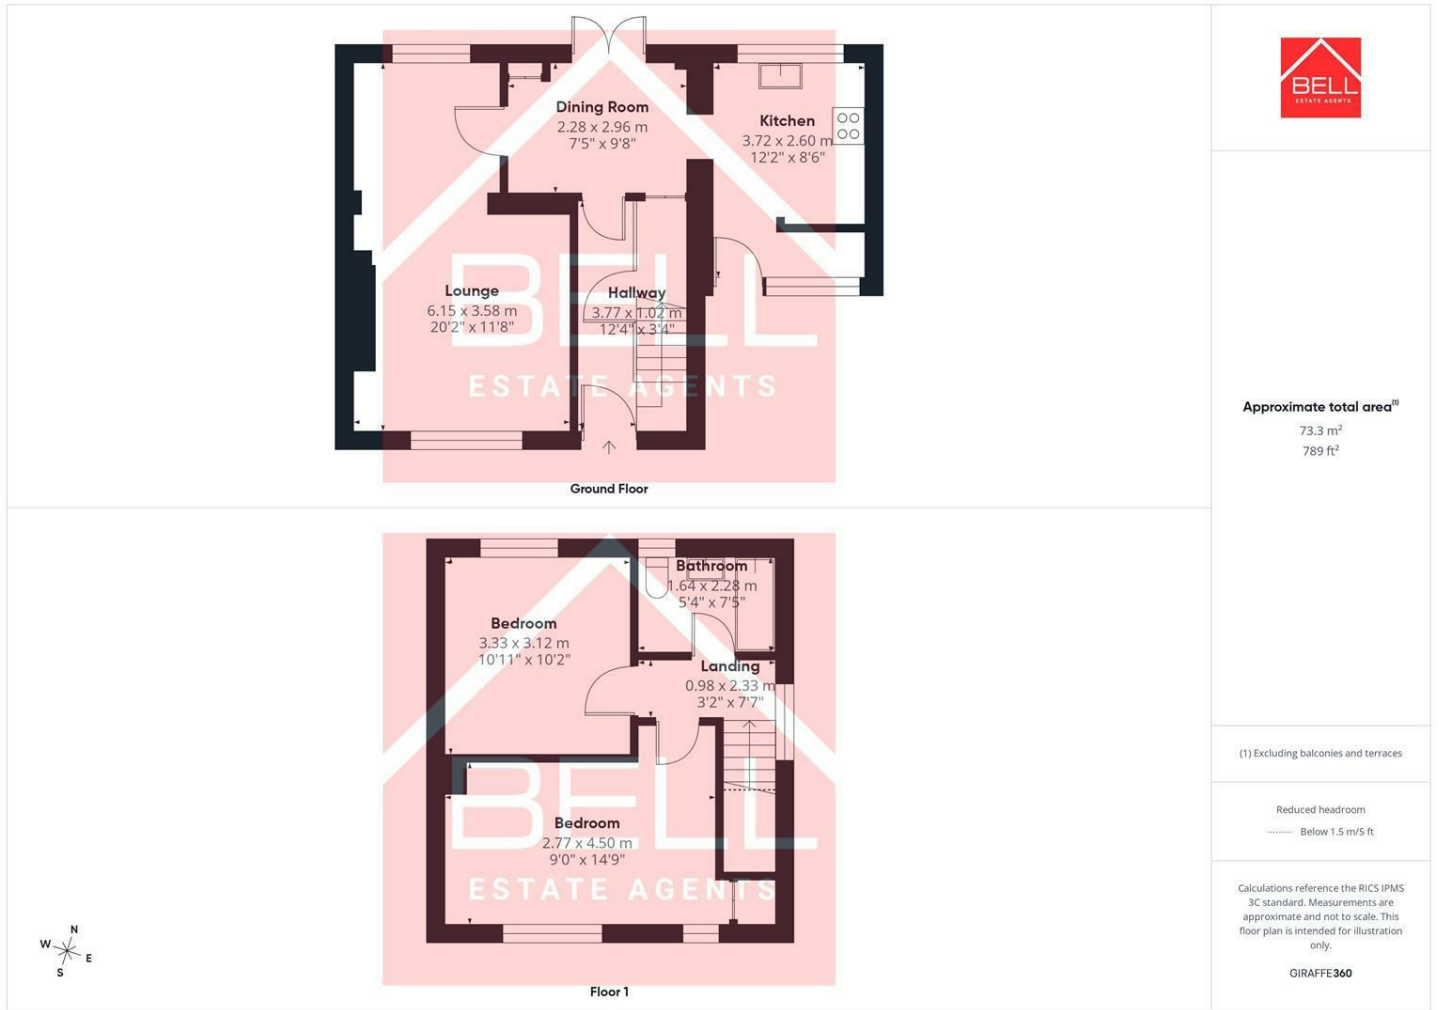 Dining Room
2.28 x 2.96 m
7'5" x 9'8"
Kitchen
3.72 x 2.60 m
12'2" x 8'6"
Lounge
6.15 x 3.58 m
20'2" x 11'8"
Hallway
3.77 x 1.02 m
12'4" x 3'4"
BELL
ESTATE AGENTS
Ground Floor
Bedroom
3.33 x 3.12 m
10'11" x 10'2"
Bathroom
1.64 x 2.28 m
5'4" x 7'5"
Landing
0.98 x 2.33 m
3'2" x 7'7"
Bedroom
2.77 x 4.50 m
9'0" x 14'9"
BELL
ESTATE AGENTS
Floor 1
N
W
E
S
BELL
ESTATE AGENTS
Approximate total area(1)
73.3 m²
789 ft²
(1) Excluding balconies and terraces
Reduced headroom
Below 1.5 m/5 ft
Calculations reference the RICS IPMS
3C standard. Measurements are
approximate and not to scale. This
floor plan is intended for illustration
only.
GIRAFFE360